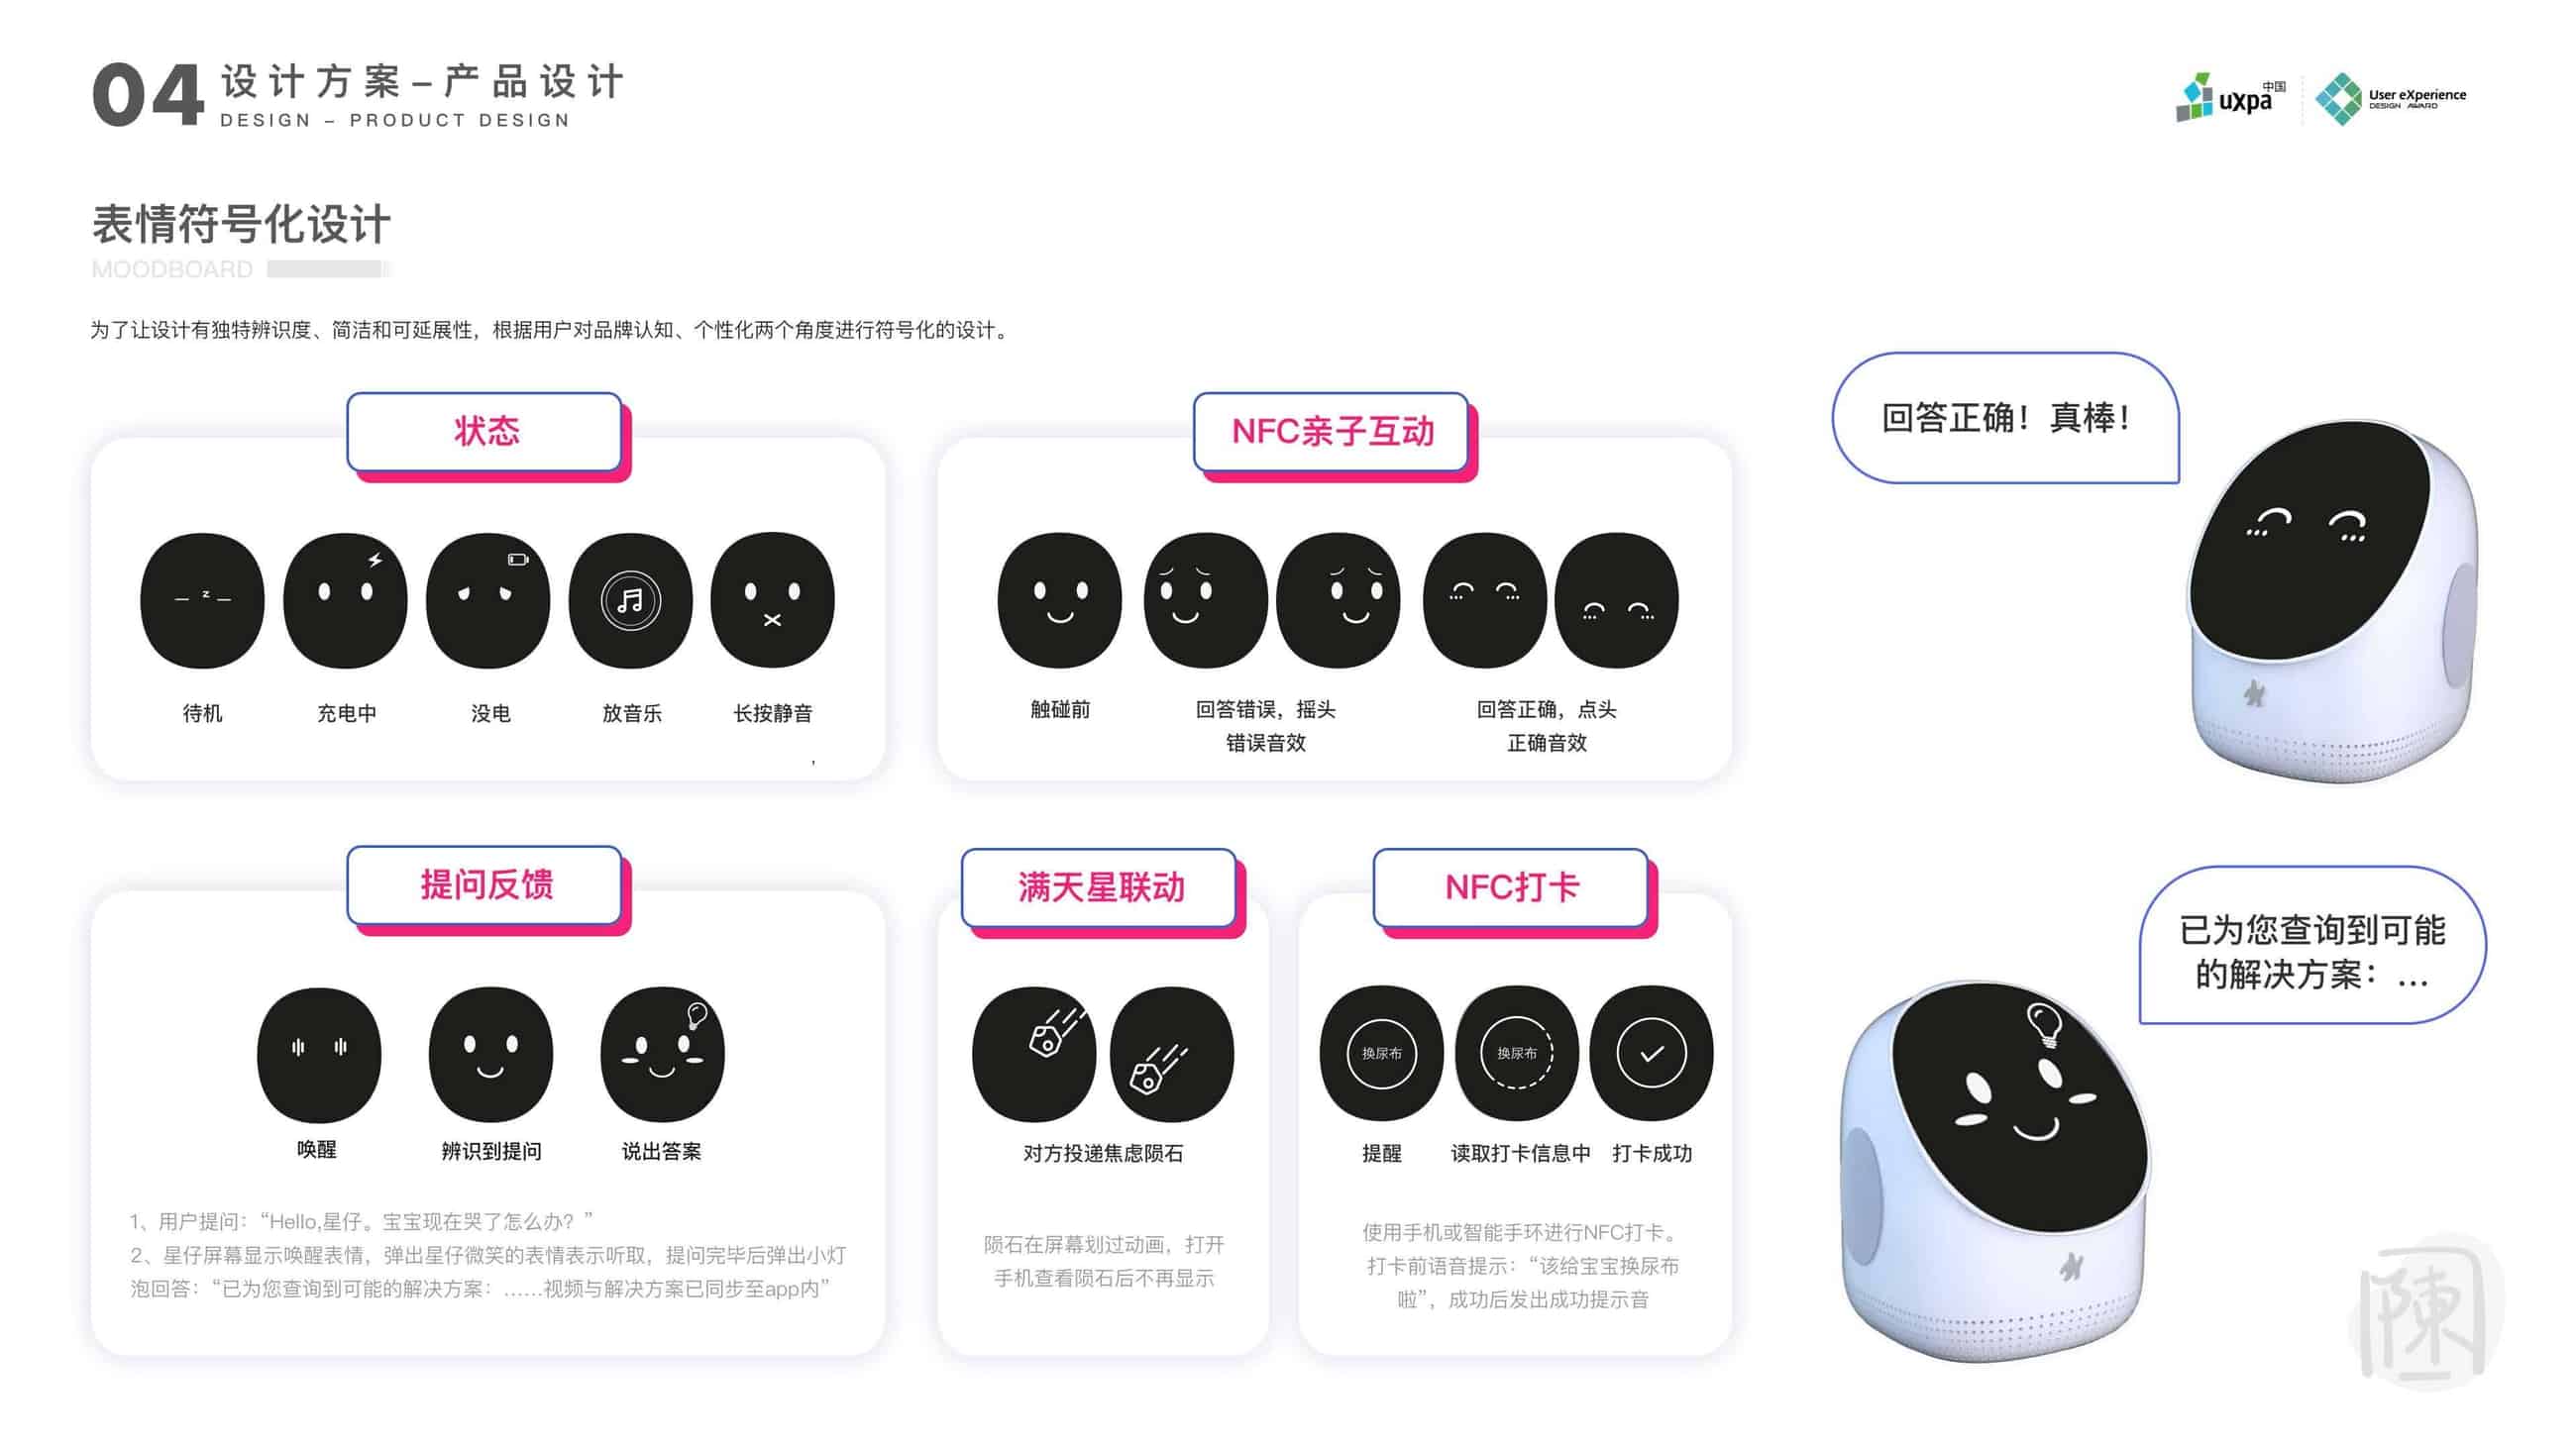 04 设计方案–产品设计
DESIGN – PRODUCT DESIGN
uxpa中国
User eXperience
DESIGN AWARD
表情符号化设计
MOODBOARD
为了让设计有独特辨识度、简洁和可延展性，根据用户对品牌认知、个性化两个角度进行符号化的设计。
状态
z
待机
充电中
没电
放音乐
长按静音
,
NFC亲子互动
触碰前
回答错误，摇头
错误音效
回答正确，点头
正确音效
回答正确！真棒！
提问反馈
唤醒
辨识到提问
说出答案
1、用户提问：“Hello,星仔。宝宝现在哭了怎么办？”
2、星仔屏幕显示唤醒表情，弹出星仔微笑的表情表示听取，提问完毕后弹出小灯
泡回答：“已为您查询到可能的解决方案：……视频与解决方案已同步至app内”
满天星联动
对方投递焦虑陨石
陨石在屏幕划过动画，打开
手机查看陨石后不再显示
NFC打卡
换尿布
换尿布
提醒
读取打卡信息中
打卡成功
使用手机或智能手环进行NFC打卡。
打卡前语音提示：“该给宝宝换尿布
啦”，成功后发出成功提示音
已为您查询到可能
的解决方案：...
陳